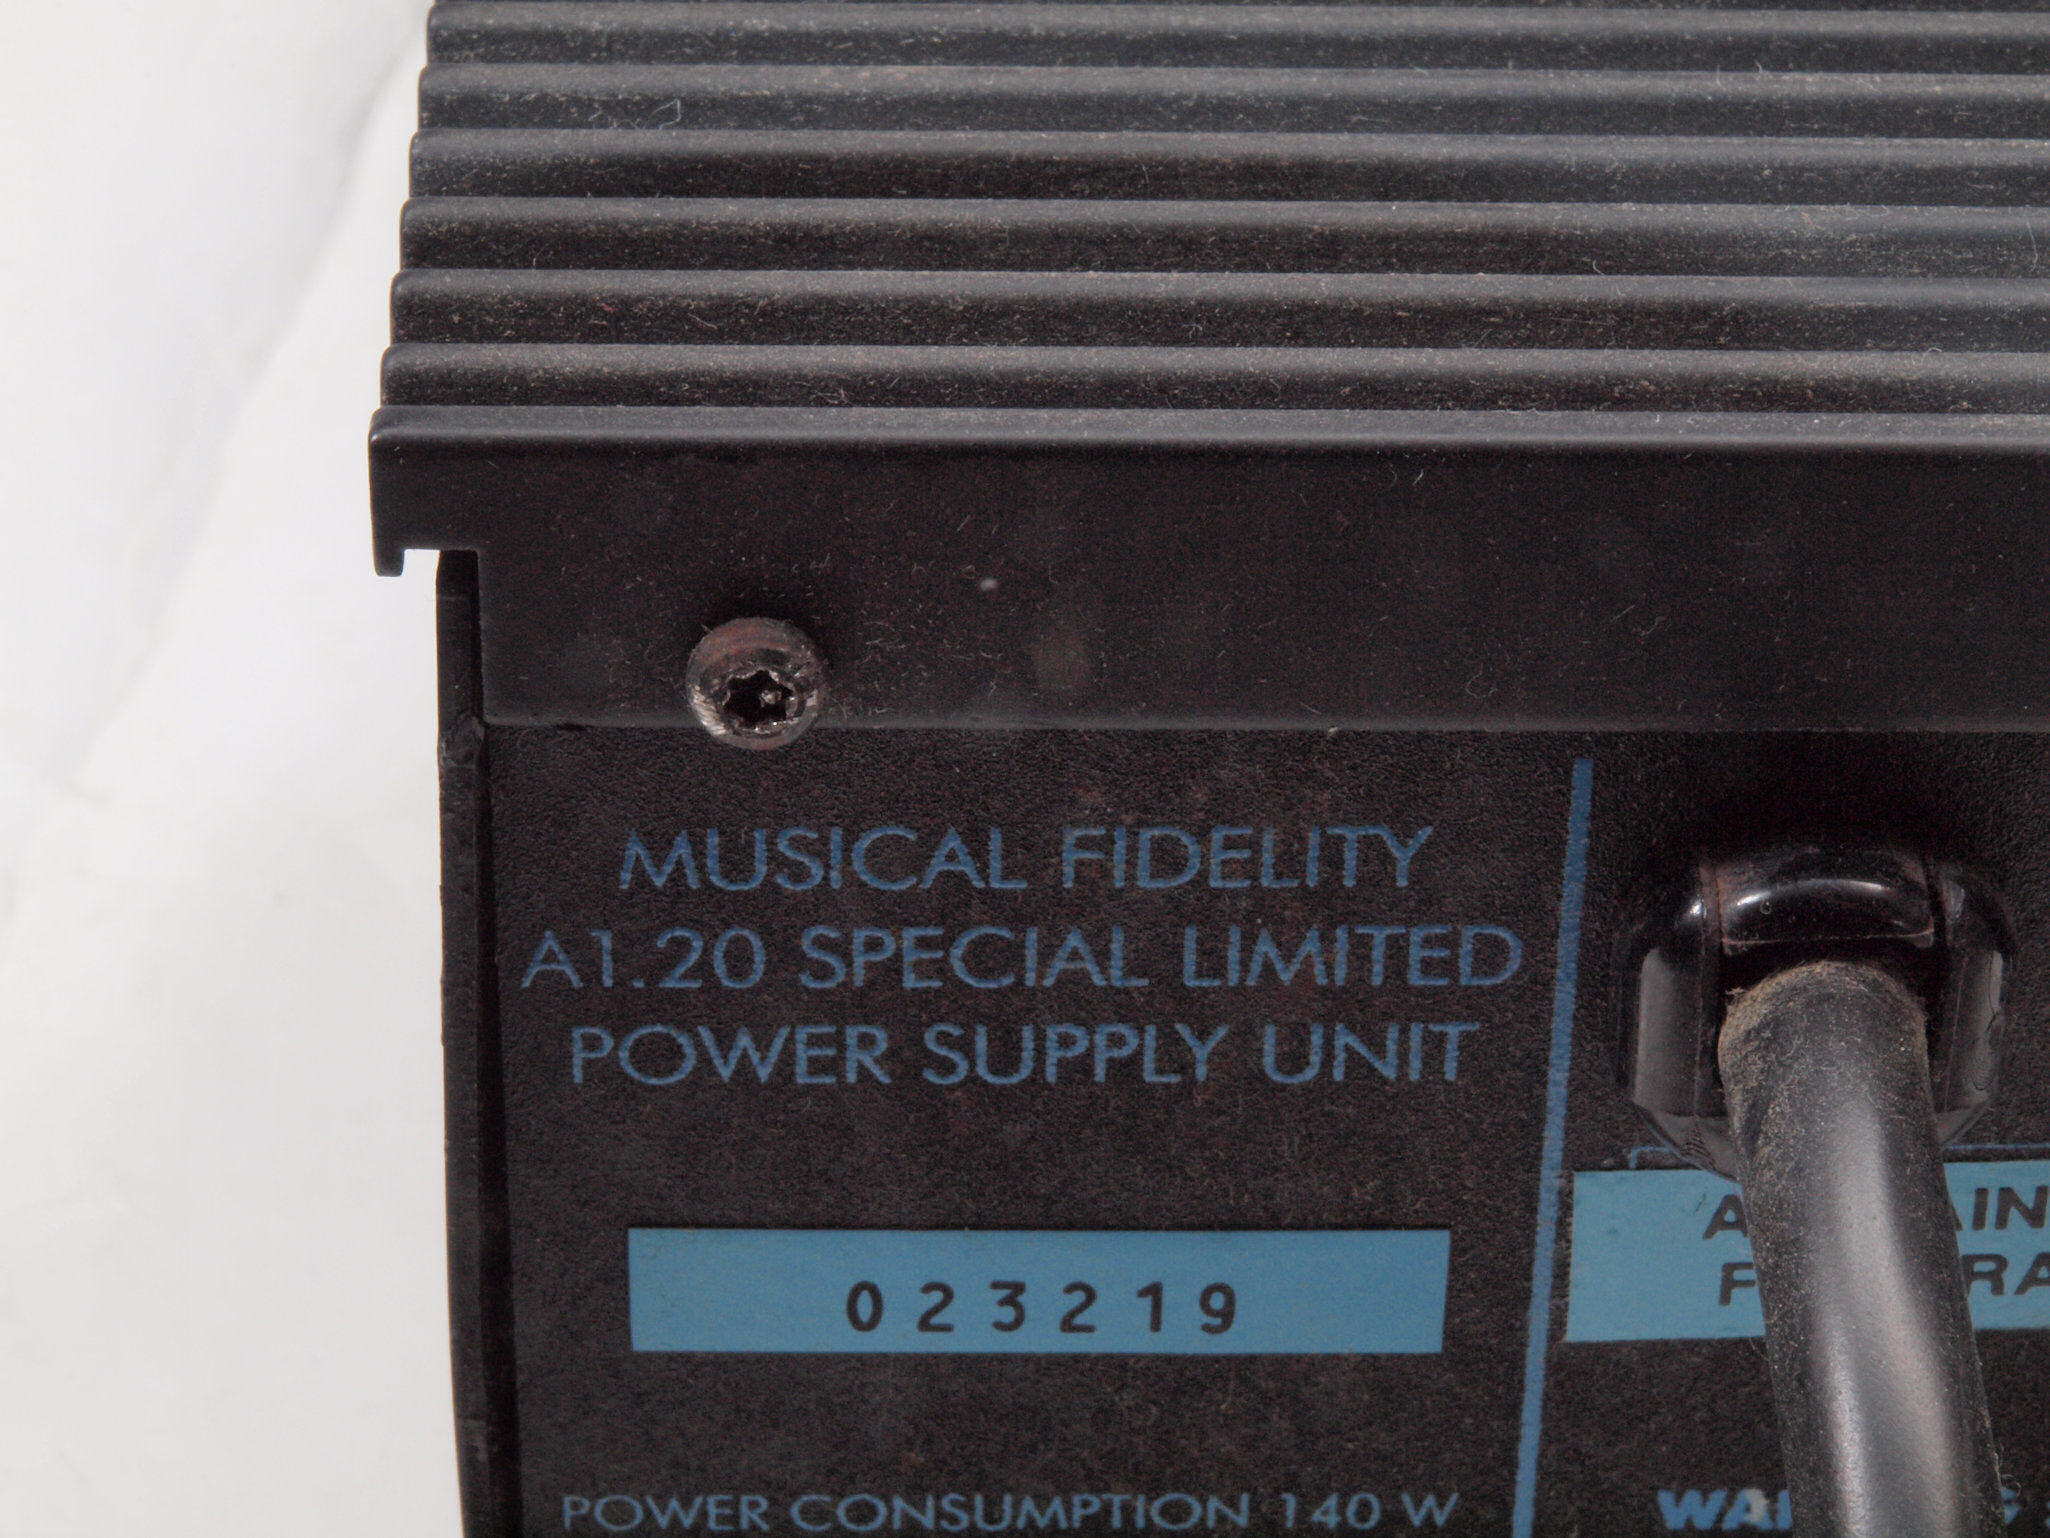 MUSICAL FIDELITY
A1.20 SPECIAL LIMITED
POWER SUPPLY UNIT
023219
POWER CONSUMPTION 140 W